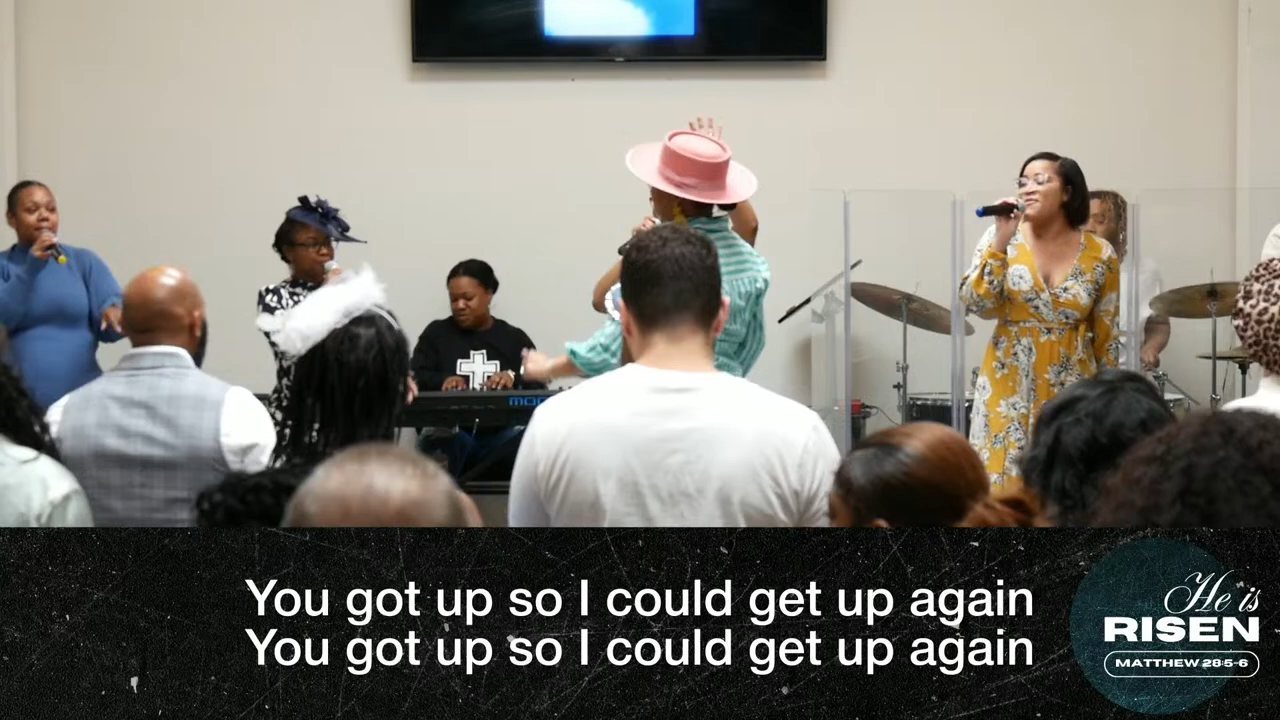 You got up so I could get up again
You got up so I could get up again
He is
RISEN
MATTHEW 28:5-6